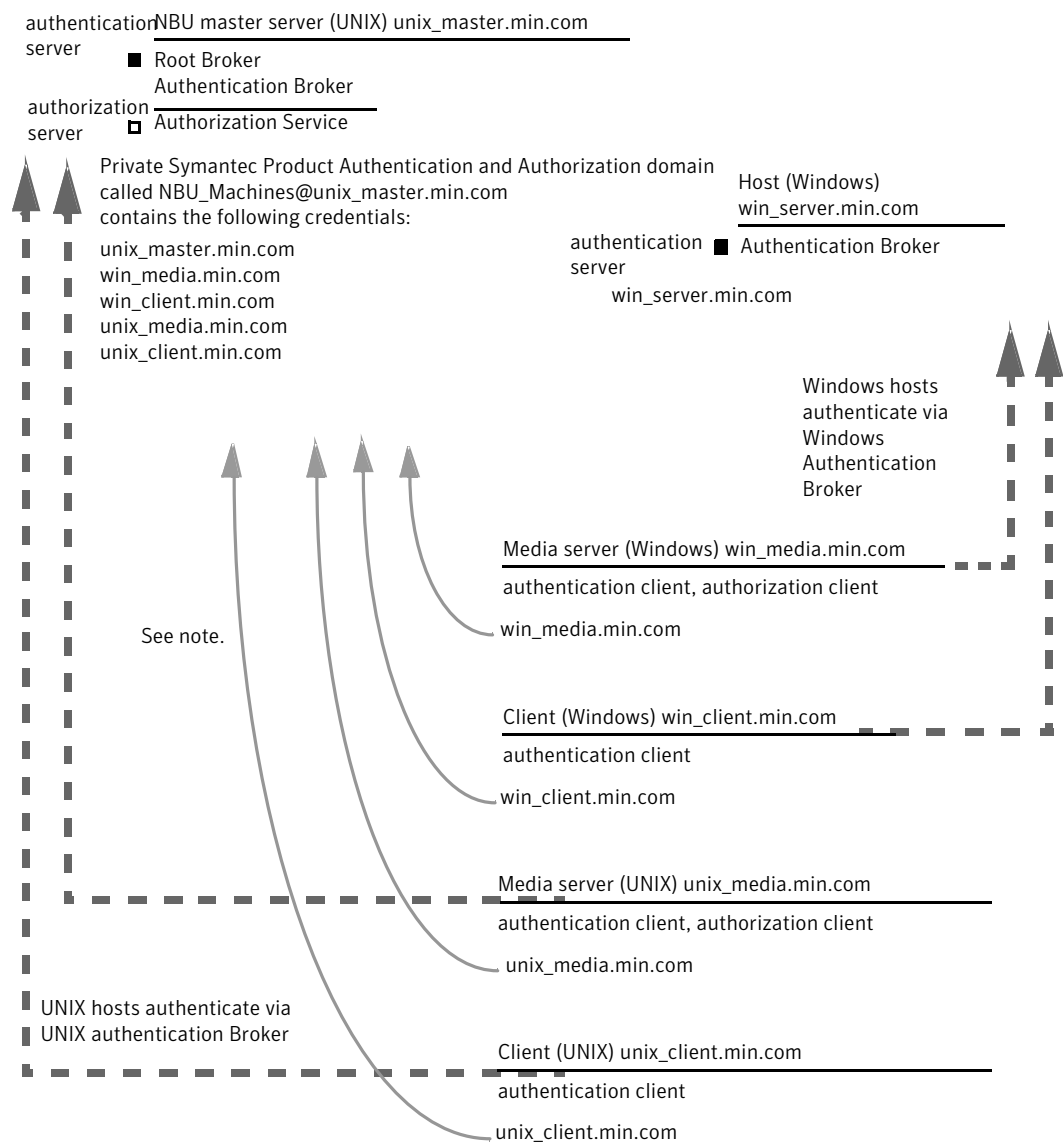 authentication
server
NBU master server (UNIX) unix_master.min.com
Root Broker
Authentication Broker
authorization
server
Authorization Service
Private Symantec Product Authentication and Authorization domain
called NBU_Machines@unix_master.min.com
contains the following credentials:
unix_master.min.com
win_media.min.com
win_client.min.com
unix_media.min.com
unix_client.min.com
Host (Windows)
win_server.min.com
authentication
server
Authentication Broker
win_server.min.com
Windows hosts
authenticate via
Windows
Authentication
Broker
Media server (Windows) win_media.min.com
authentication client, authorization client
win_media.min.com
See note.
Client (Windows) win_client.min.com
authentication client
win_client.min.com
Media server (UNIX) unix_media.min.com
authentication client, authorization client
unix_media.min.com
UNIX hosts authenticate via
UNIX authentication Broker
Client (UNIX) unix_client.min.com
authentication client
unix_client.min.com